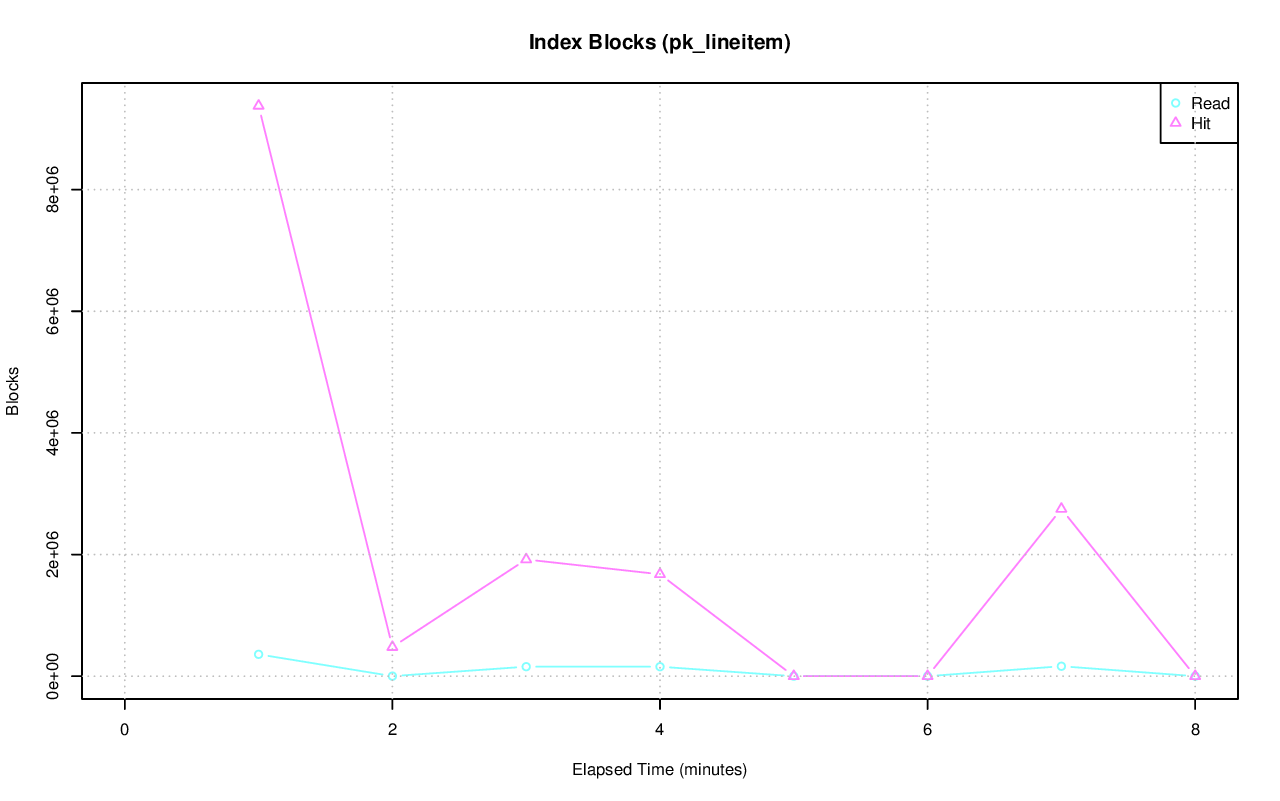 Index Blocks (pk_lineitem)
Read
Hit
Blocks
8e+06
6e+06
4e+06
2e+06
0e+00
0 2 4 6 8
Elapsed Time (minutes)